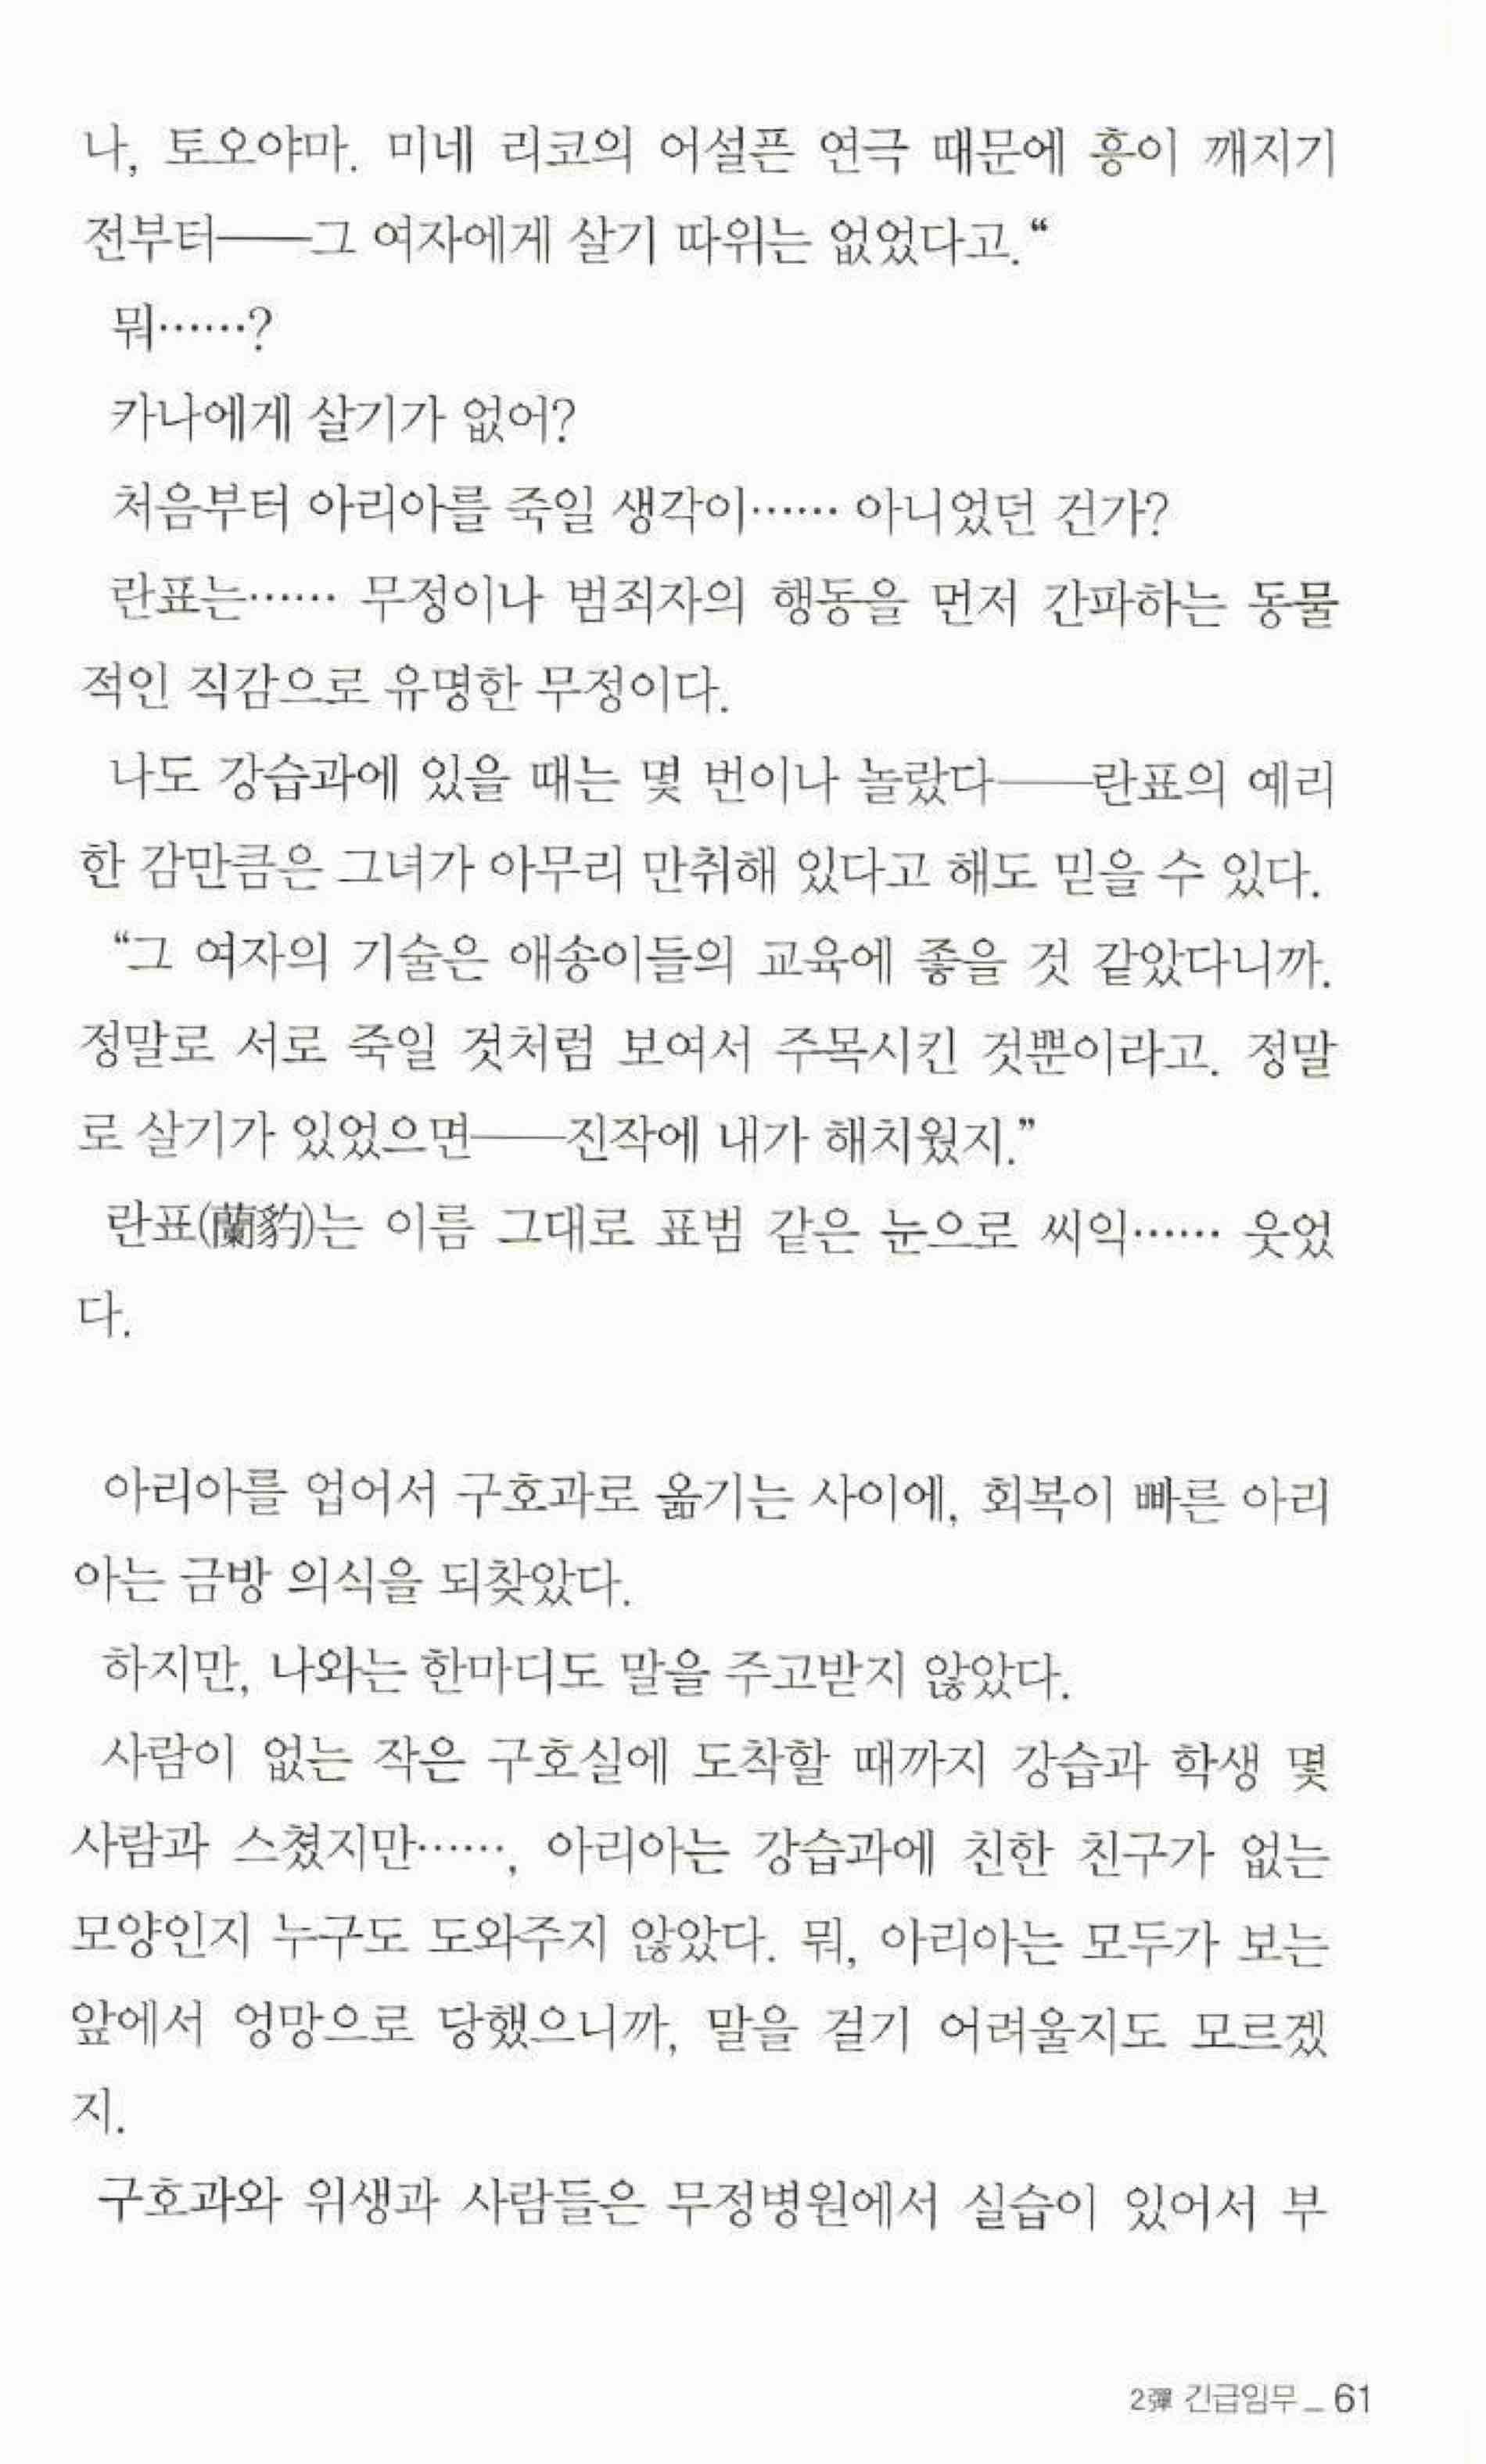 나, 토오야마. 미네 리코의 어설픈 연극 때문에 흥이 깨지기
전부터――그 여자에게 살기 따위는 없었다고.“
뭐……?
카나에게 살기가 없어?
처음부터 아리아를 죽일 생각이…… 아니었던 건가?
란표는…… 무정이나 범죄자의 행동을 먼저 간파하는 동물
적인 직감으로 유명한 무정이다.
나도 강습과에 있을 때는 몇 번이나 놀랐다――란표의 예리
한 감만큼은 그녀가 아무리 만취해 있다고 해도 믿을 수 있다.
“그 여자의 기술은 애송이들의 교육에 좋을 것 같았다니까.
정말로 서로 죽일 것처럼 보여서 주목시킨 것뿐이라고. 정말
로 살기가 있었으면――진작에 내가 해치웠지.”
란표(蘭豹)는 이름 그대로 표범 같은 눈으로 씨익…… 웃었
다.
아리아를 업어서 구호과로 옮기는 사이에, 회복이 빠른 아리
아는 금방 의식을 되찾았다.
하지만, 나와는 한마디도 말을 주고받지 않았다.
사람이 없는 작은 구호실에 도착할 때까지 강습과 학생 몇
사람과 스쳤지만……, 아리아는 강습과에 친한 친구가 없는
모양인지 누구도 도와주지 않았다. 뭐, 아리아는 모두가 보는
앞에서 엉망으로 당했으니까, 말을 걸기 어려울지도 모르겠
지.
구호과와 위생과 사람들은 무정병원에서 실습이 있어서 부
2彈 긴급임무 _ 61